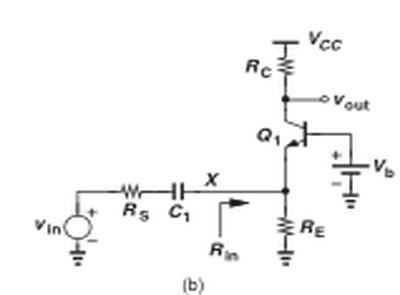 V_CC
R_C
v_out
Q_1
+
V_b
−
X
R_S C_1
v_in + −
R_E
R_in
(b)